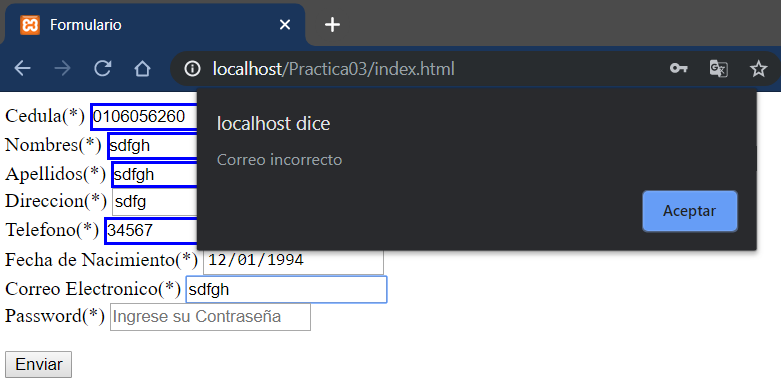 Formulario
localhost/Practica03/index.html
localhost dice
Correo incorrecto
Aceptar
Cedula(*) 0106056260
Nombres(*) sdfgh
Apellidos(*) sdfgh
Direccion(*) sdfg
Telefono(*) 34567
Fecha de Nacimiento(*) 12/01/1994
Correo Electronico(*) sdfgh
Password(*) Ingrese su Contraseña
Enviar